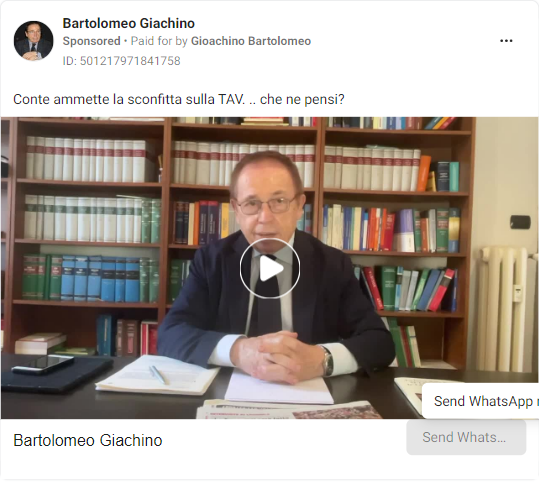 Bartolomeo Giachino
Sponsored • Paid for by Gioachino Bartolomeo
ID: 501217971841758
Conte ammette la sconfitta sulla TAV. .. che ne pensi?
Send WhatsApp
Bartolomeo Giachino
Send Whats...